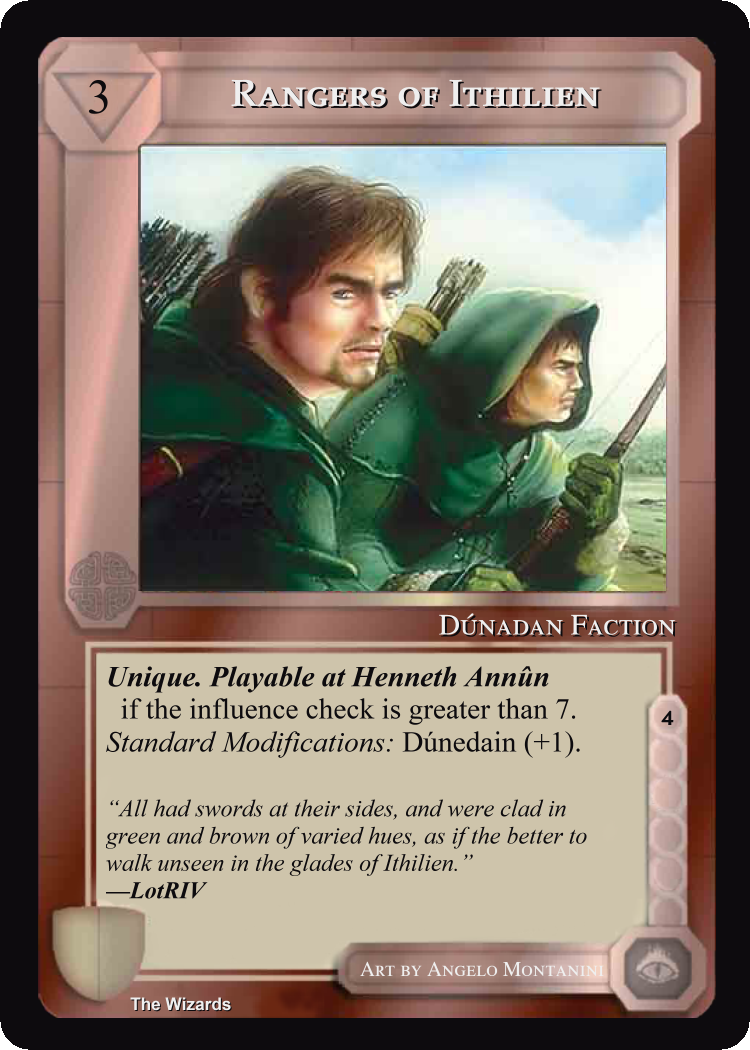 3
Rangers of Ithilien
Dúnadan Faction
Unique. Playable at Henneth Annûn
if the influence check is greater than 7.
Standard Modifications: Dúnedain (+1).
4
“All had swords at their sides, and were clad in
green and brown of varied hues, as if the better to
walk unseen in the glades of Ithilien.”
—LotRIV
Art by Angelo Montanini
The Wizards